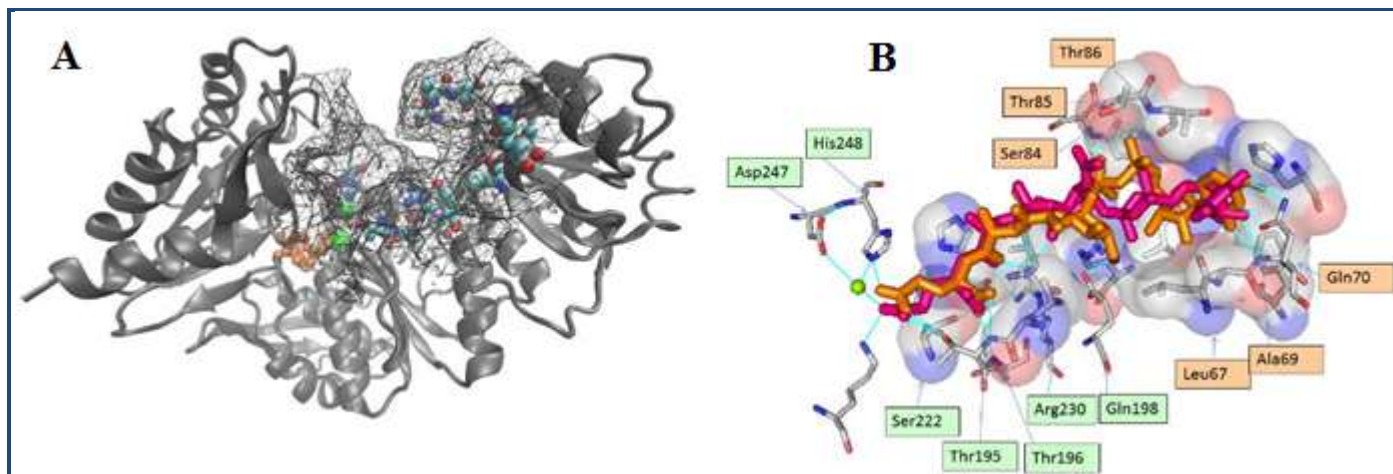 A
B
Thr86
Thr85
Ser84
His248
Asp247
Gln70
Ala69
Leu67
Gln198
Arg230
Ser222
Thr195
Thr196